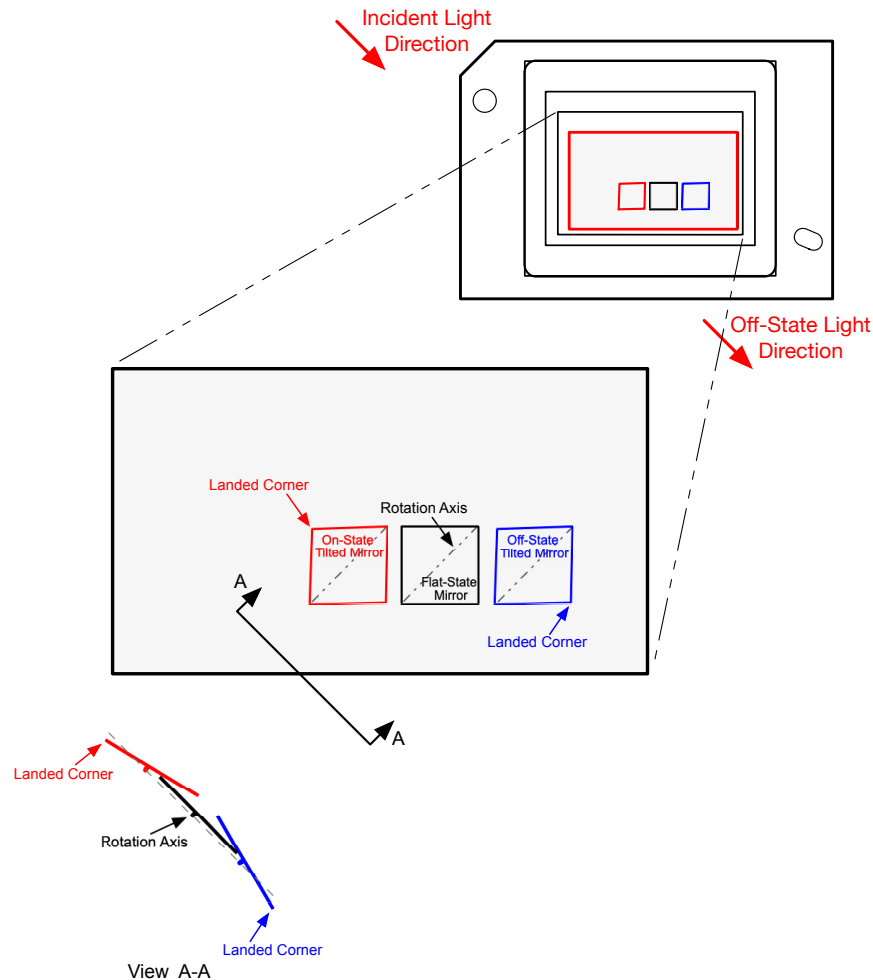 Incident Light
Direction
Off-State Light
Direction
Landed Corner
Rotation Axis
On-State
Tilted Mirror
Off-State
Tilted Mirror
Flat-State
Mirror
A
Landed Corner
A
Landed Corner
Rotation Axis
Landed Corner
View A-A